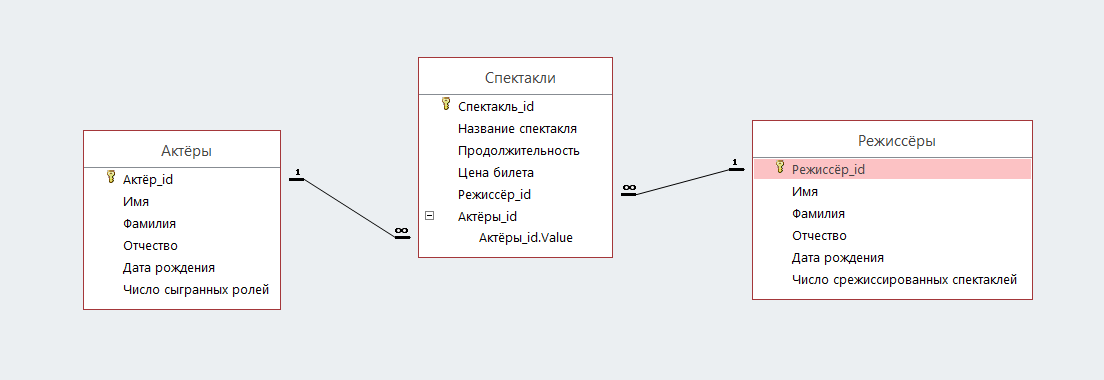 Актёры
Актёр_id
Имя
Фамилия
Отчество
Дата рождения
Число сыгранных ролей
1
∞
Спектакли
Спектакль_id
Название спектакля
Продолжительность
Цена билета
Режиссёр_id
Актёры_id
Актёры_id.Value
∞
1
Режиссёры
Режиссёр_id
Имя
Фамилия
Отчество
Дата рождения
Число срежиссированных спектаклей